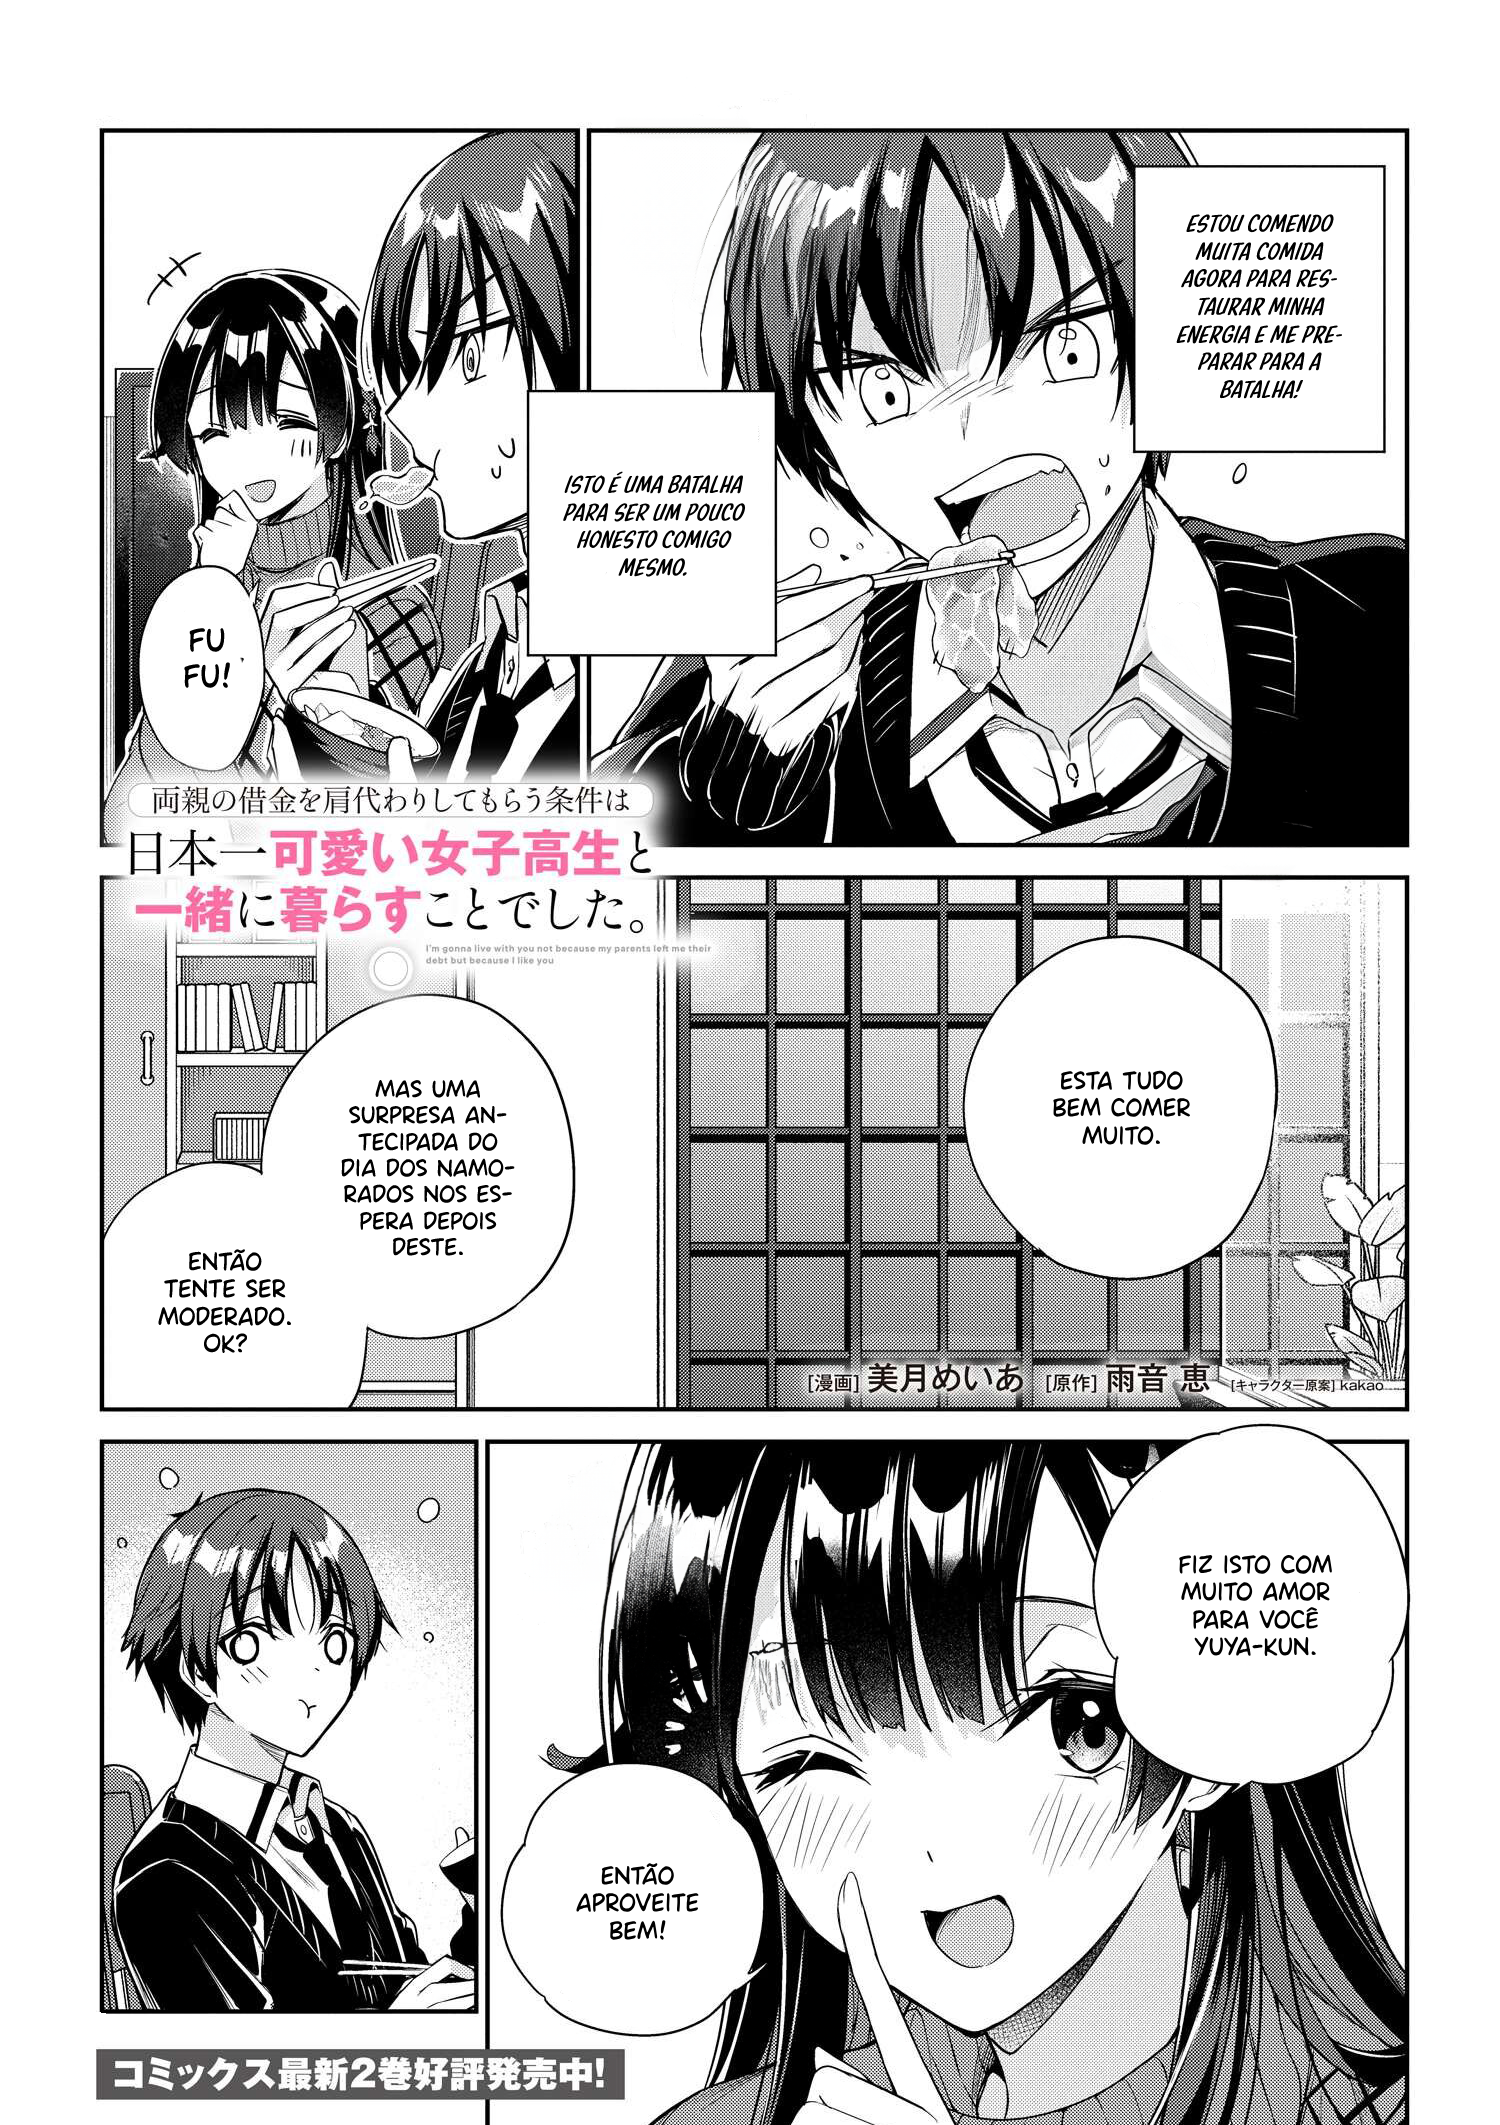 ESTOU COMENDO
MUITA COMIDA
AGORA PARA RES-
TAURAR MINHA
ENERGIA E ME PRE-
PARAR PARA A
BATALHA!
ISTO É UMA BATALHA
PARA SER UM POUCO
HONESTO COMIGO
MESMO.
FU
FU!
両親の借金を肩代わりしてもらう条件は
日本一可愛い女子高生と
一緒に暮らすことでした。
I'm gonna live with you not because my parents left me their
debt but because I like you
ESTA TUDO
BEM COMER
MUITO.
MAS UMA
SURPRESA AN-
TECIPADA DO
DIA DOS NAMO-
RADOS NOS ES-
PERA DEPOIS
DESTE.
ENTÃO
TENTE SER
MODERADO.
OK?
[漫画] 美月めいあ [原作] 雨音 恵 [キャラクター原案] kakao
FIZ ISTO COM
MUITO AMOR
PARA VOCÊ
YUYA-KUN.
ENTÃO
APROVEITE
BEM!
コミックス最新2巻好評発売中!